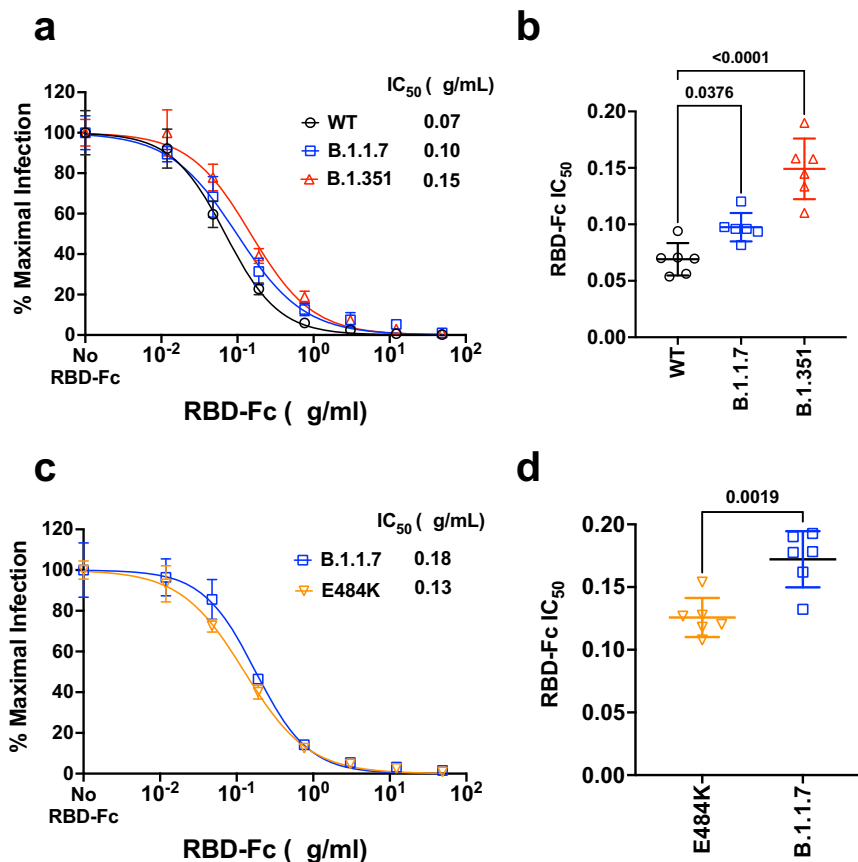 a
IC50 ( g/mL)
WT 0.07
B.1.1.7 0.10
B.1.351 0.15
% Maximal Infection
120
100
80
60
40
20
0
No RBD-Fc
10-2
10-1
100
101
102
RBD-Fc ( g/ml)
b
<0.0001
0.0376
RBD-Fc IC50
0.20
0.15
0.10
0.05
0.00
WT
B.1.1.7
B.1.351
c
IC50 ( g/mL)
B.1.1.7 0.18
E484K 0.13
% Maximal Infection
120
100
80
60
40
20
0
No RBD-Fc
10-2
10-1
100
101
102
RBD-Fc ( g/ml)
d
0.0019
RBD-Fc IC50
0.20
0.15
0.10
0.05
0.00
E484K
B.1.1.7